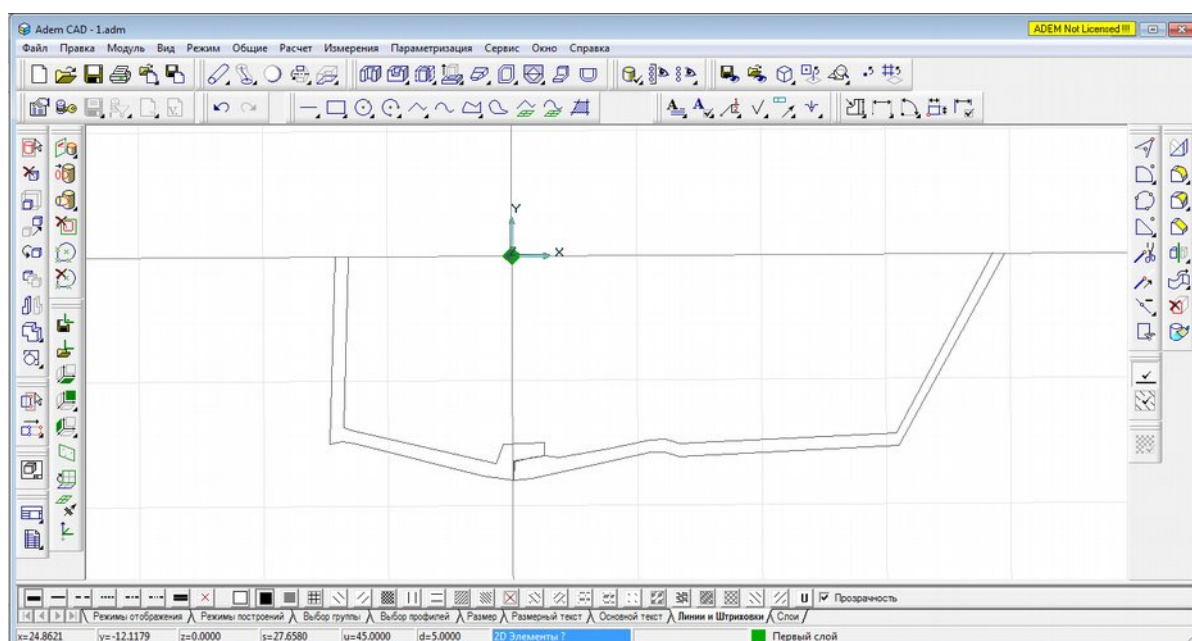 Adem CAD - 1.adm
ADEM Not Licensed !!!
Файл Правка Модуль Вид Режим Общие Расчет Измерения Параметризация Сервис Окно Справка
Y
X
Z
U Прозрачность
Режимы отображения Режимы построений Выбор группы Выбор профилей Размер Размерный текст Основной текст Линии и Штриховки Слои
x=24.8621 y=-12.1179 z=0.0000 s=27.6580 u=45.0000 d=5.0000 2D Элементы ? Первый слой